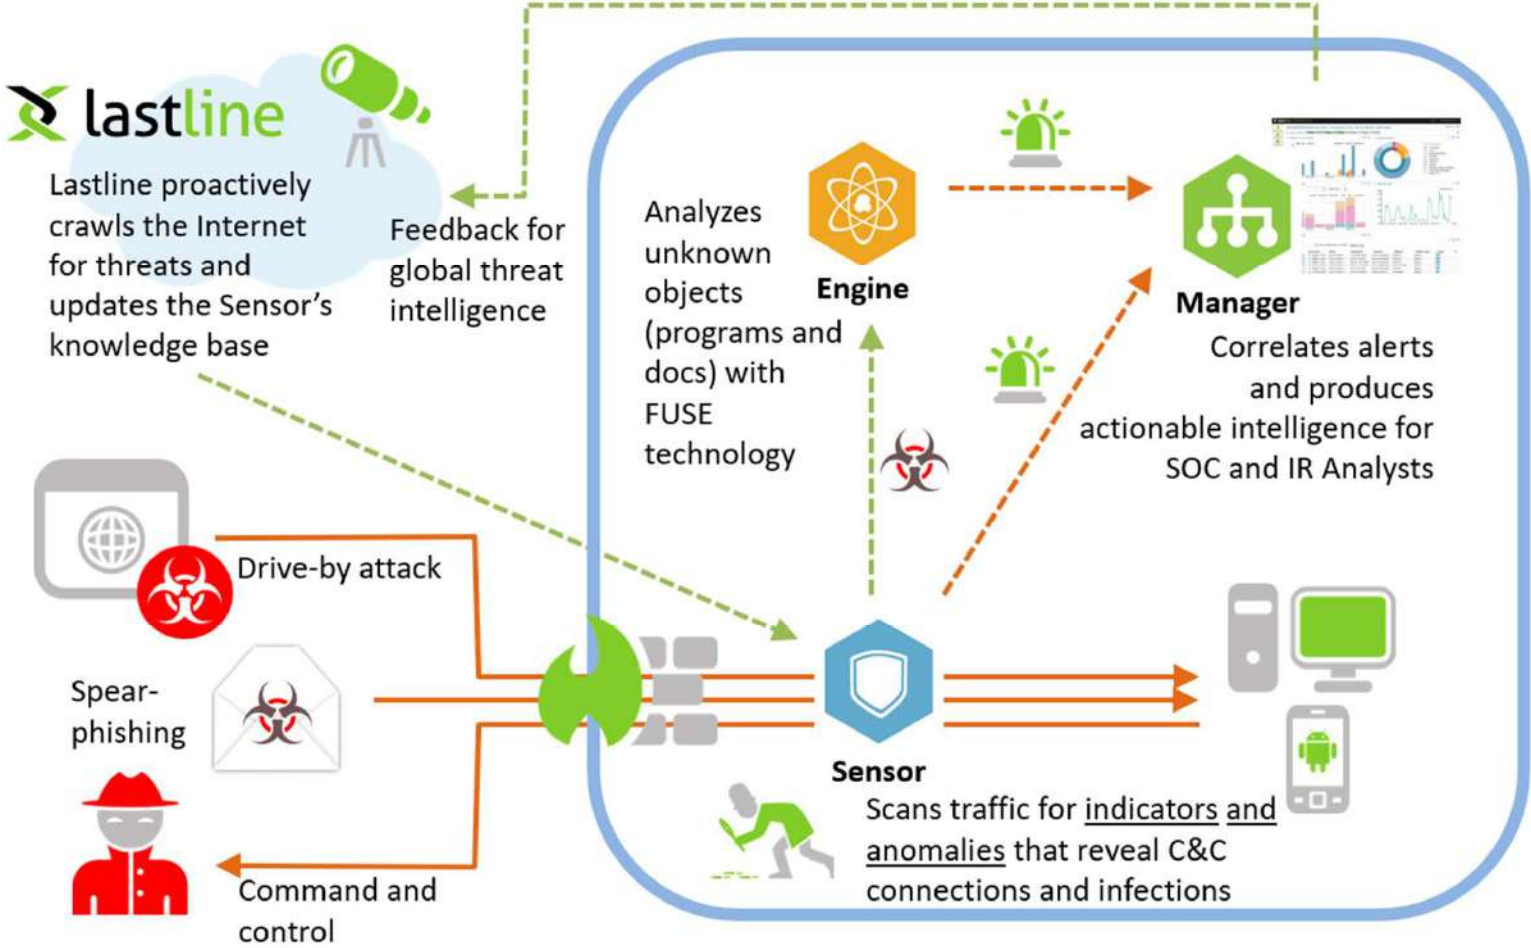 lastline
Lastline proactively
crawls the Internet
for threats and
updates the Sensor's
knowledge base
Feedback for
global threat
intelligence
Analyzes
unknown
objects
(programs and
docs) with
FUSE
technology
Engine
Manager
Correlates alerts
and produces
actionable intelligence for
SOC and IR Analysts
Drive-by attack
Spear-
phishing
Command and
control
Sensor
Scans traffic for indicators and
anomalies that reveal C&C
connections and infections